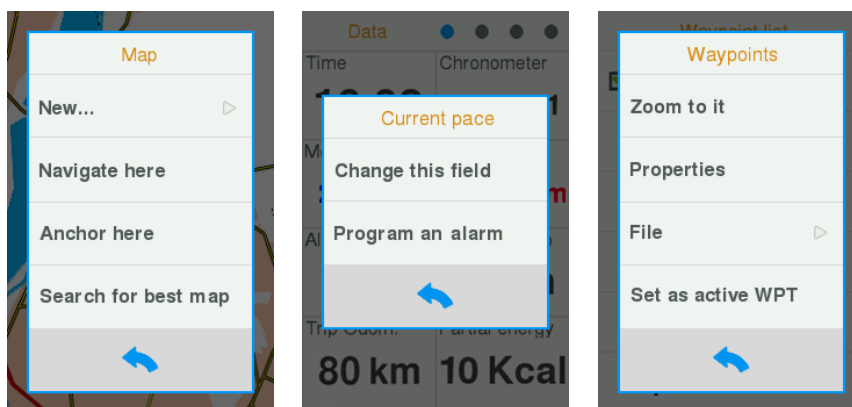 Map
New...
Navigate here
Anchor here
Search for best map
Data
Time Chronometer
Current pace
Change this field
Program an alarm
Trip Odom. Partial energy
80 km 10 Kcal
Waypoint list
Waypoints
Zoom to it
Properties
File
Set as active WPT